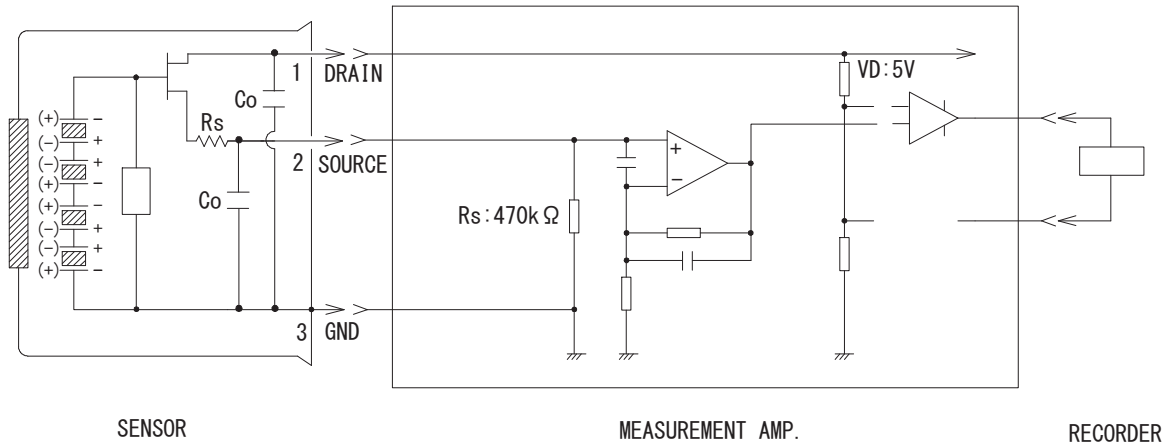 1 DRAIN
VD:5V
Co
(+) −
Rs
(−) +
2 SOURCE
(−) +
(+) −
Co
(+) −
Rs:470kΩ
(−) +
(−) +
(+) −
3 GND
+
−
SENSOR
MEASUREMENT AMP.
RECORDER